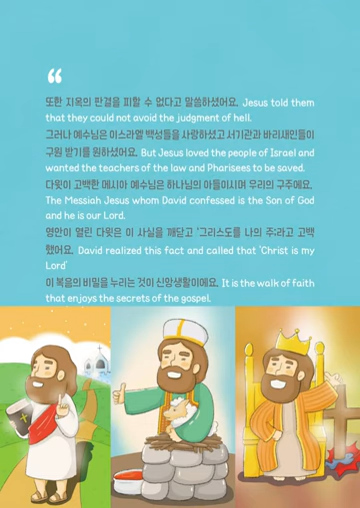 “
또한 지옥의 판결을 피할 수 없다고 말씀하셨어요. Jesus told them
that they could not avoid the judgment of hell.
그러나 예수님은 이스라엘 백성들을 사랑하셨고 서기관과 바리새인들이
구원 받기를 원하셨어요. But Jesus loved the people of Israel and
wanted the teachers of the law and Pharisees to be saved.
다윗이 고백한 메시아 예수님은 하나님의 아들이시며 우리의 구주예요.
The Messiah Jesus whom David confessed is the Son of God
and he is our Lord.
영안이 열린 다윗은 이 사실을 깨닫고 '그리스도를 나의 주'라고 고백
했어요. David realized this fact and called that 'Christ is my
Lord'
이 복음의 비밀을 누리는 것이 신앙생활이에요. It is the walk of faith
that enjoys the secrets of the gospel.